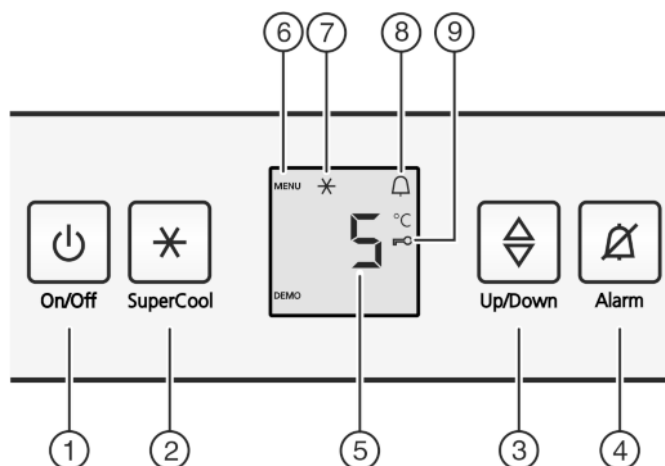 6 7 8 9
MENU
°C
5
DEMO
On/Off SuperCool Up/Down Alarm
1 2 5 3 4